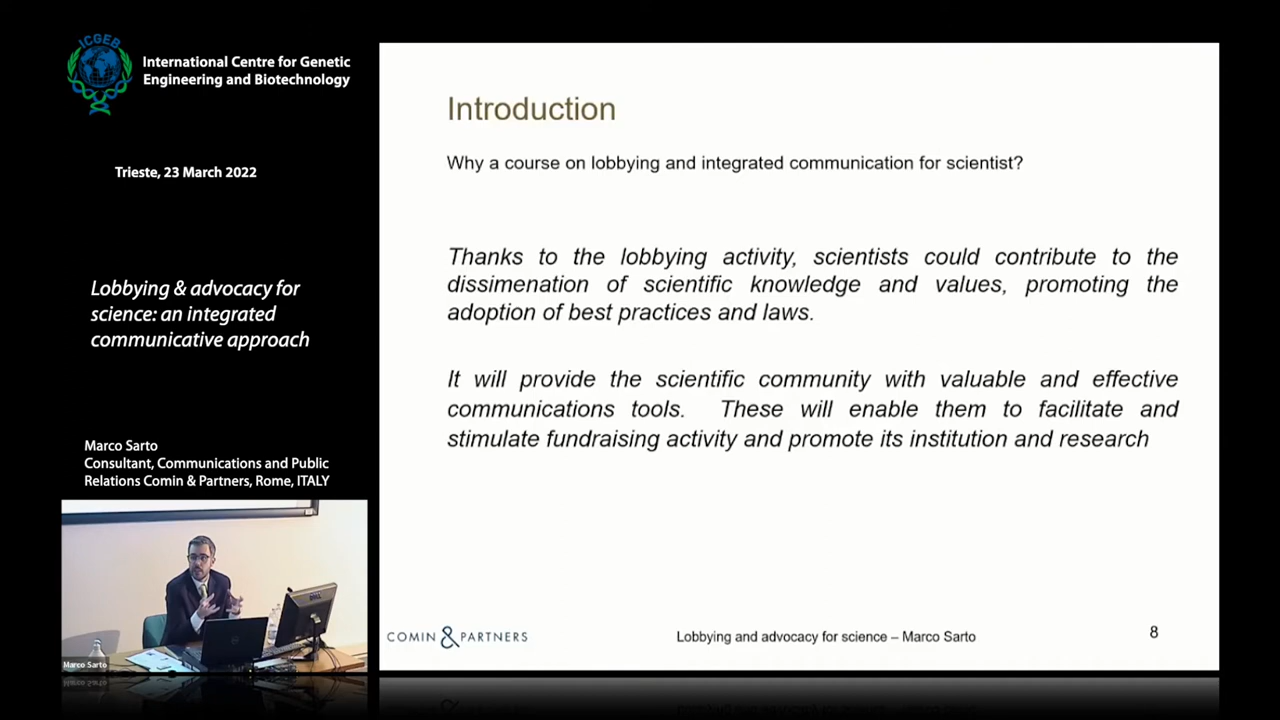 ICGEB
International Centre for Genetic
Engineering and Biotechnology
Trieste, 23 March 2022
Lobbying & advocacy for
science: an integrated
communicative approach
Marco Sarto
Consultant, Communications and Public
Relations Comin & Partners, Rome, ITALY
DELL
Marco Sarto
Introduction
Why a course on lobbying and integrated communication for scientist?
Thanks to the lobbying activity, scientists could contribute to the
dissimenation of scientific knowledge and values, promoting the
adoption of best practices and laws.
It will provide the scientific community with valuable and effective
communications tools. These will enable them to facilitate and
stimulate fundraising activity and promote its institution and research
COMIN & PARTNERS
Lobbying and advocacy for science – Marco Sarto
8